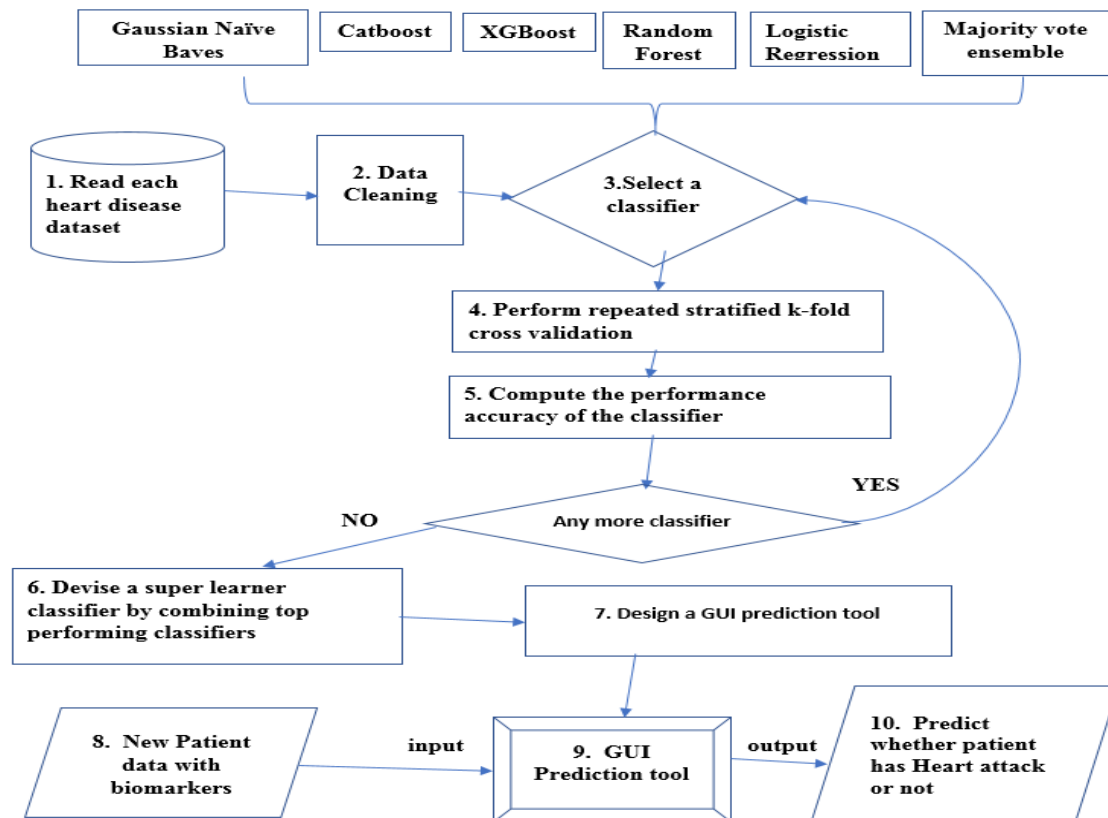 Gaussian Naïve
Baves
Catboost
XGBoost
Random
Forest
Logistic
Regression
Majority vote
ensemble
1. Read each
heart disease
dataset
2. Data
Cleaning
3.Select a
classifier
4. Perform repeated stratified k-fold
cross validation
5. Compute the performance
accuracy of the classifier
YES
NO
Any more classifier
6. Devise a super learner
classifier by combining top
performing classifiers
7. Design a GUI prediction tool
8. New Patient
data with
biomarkers
input
9. GUI
Prediction tool
output
10. Predict
whether patient
has Heart attack
or not